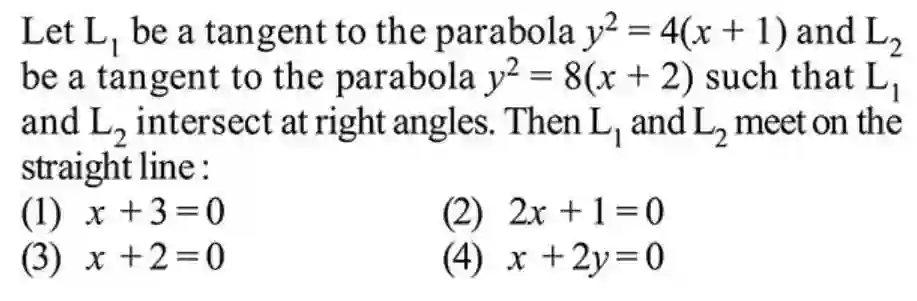 Let L₁ be a tangent to the parabola y² = 4(x + 1) and L₂
be a tangent to the parabola y² = 8(x + 2) such that L₁
and L₂ intersect at right angles. Then L₁ and L₂ meet on the
straight line :
(1) x + 3 = 0 (2) 2x + 1 = 0
(3) x + 2 = 0 (4) x + 2y = 0